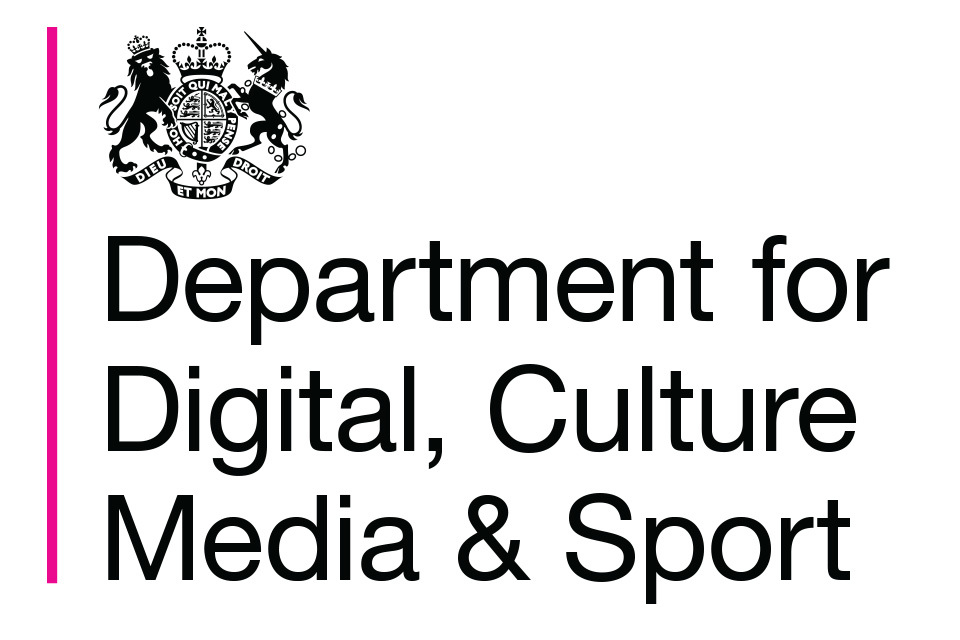 HONI SOIT QUI MAL Y PENSE
DIEU ET MON DROIT
Department for
Digital, Culture
Media & Sport